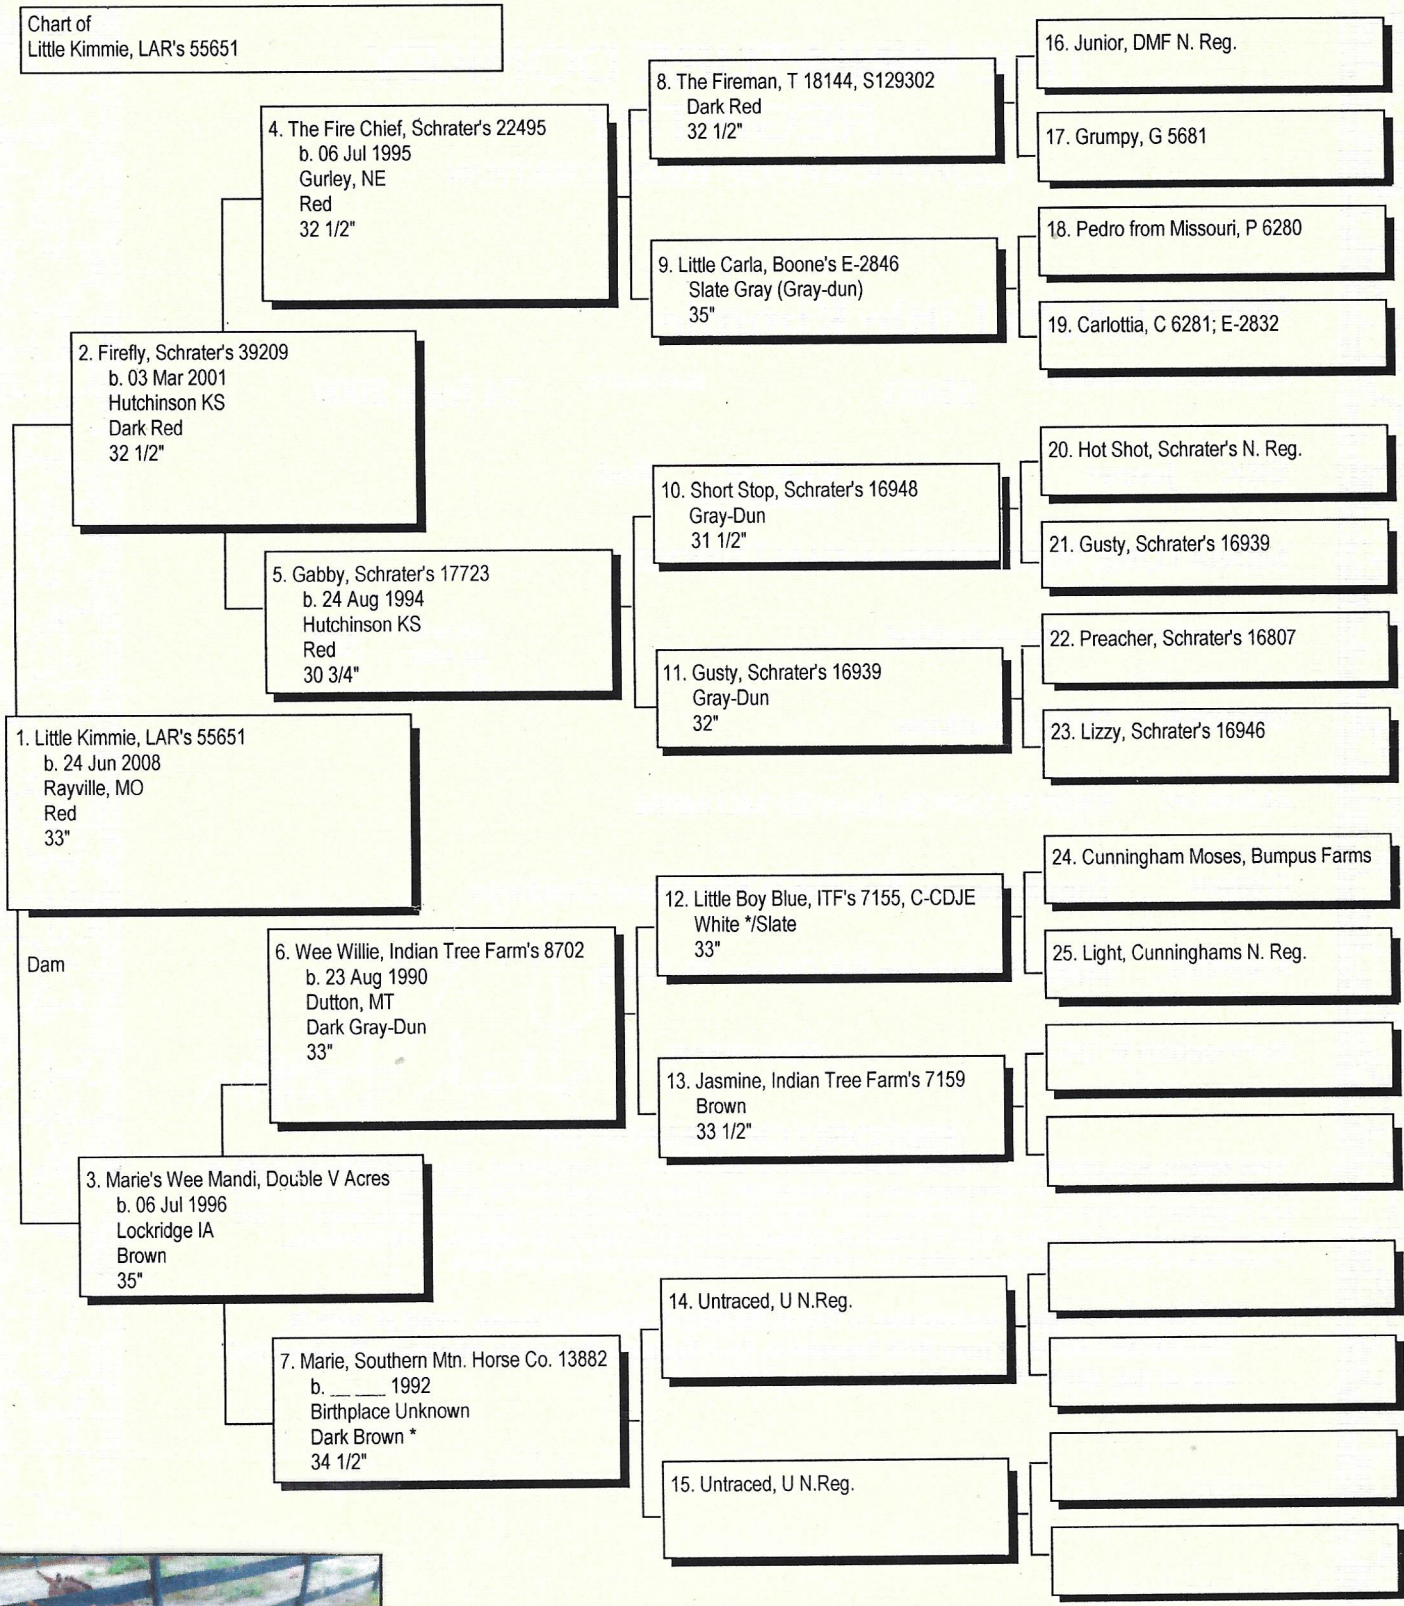 Chart of
Little Kimmie, LAR's 55651
1. Little Kimmie, LAR's 55651
b. 24 Jun 2008
Rayville, MO
Red
33"
Dam
2. Firefly, Schrater's 39209
b. 03 Mar 2001
Hutchinson KS
Dark Red
32 1/2"
3. Marie's Wee Mandi, Double V Acres
b. 06 Jul 1996
Lockridge IA
Brown
35"
4. The Fire Chief, Schrater's 22495
b. 06 Jul 1995
Gurley, NE
Red
32 1/2"
5. Gabby, Schrater's 17723
b. 24 Aug 1994
Hutchinson KS
Red
30 3/4"
6. Wee Willie, Indian Tree Farm's 8702
b. 23 Aug 1990
Dutton, MT
Dark Gray-Dun
33"
7. Marie, Southern Mtn. Horse Co. 13882
b. __ ___ 1992
Birthplace Unknown
Dark Brown *
34 1/2"
8. The Fireman, T 18144, S129302
Dark Red
32 1/2"
9. Little Carla, Boone's E-2846
Slate Gray (Gray-dun)
35"
10. Short Stop, Schrater's 16948
Gray-Dun
31 1/2"
11. Gusty, Schrater's 16939
Gray-Dun
32"
12. Little Boy Blue, ITF's 7155, C-CDJE
White */Slate
33"
13. Jasmine, Indian Tree Farm's 7159
Brown
33 1/2"
14. Untraced, U N.Reg.
15. Untraced, U N.Reg.
16. Junior, DMF N. Reg.
17. Grumpy, G 5681
18. Pedro from Missouri, P 6280
19. Carlottia, C 6281; E-2832
20. Hot Shot, Schrater's N. Reg.
21. Gusty, Schrater's 16939
22. Preacher, Schrater's 16807
23. Lizzy, Schrater's 16946
24. Cunningham Moses, Bumpus Farms
25. Light, Cunninghams N. Reg.